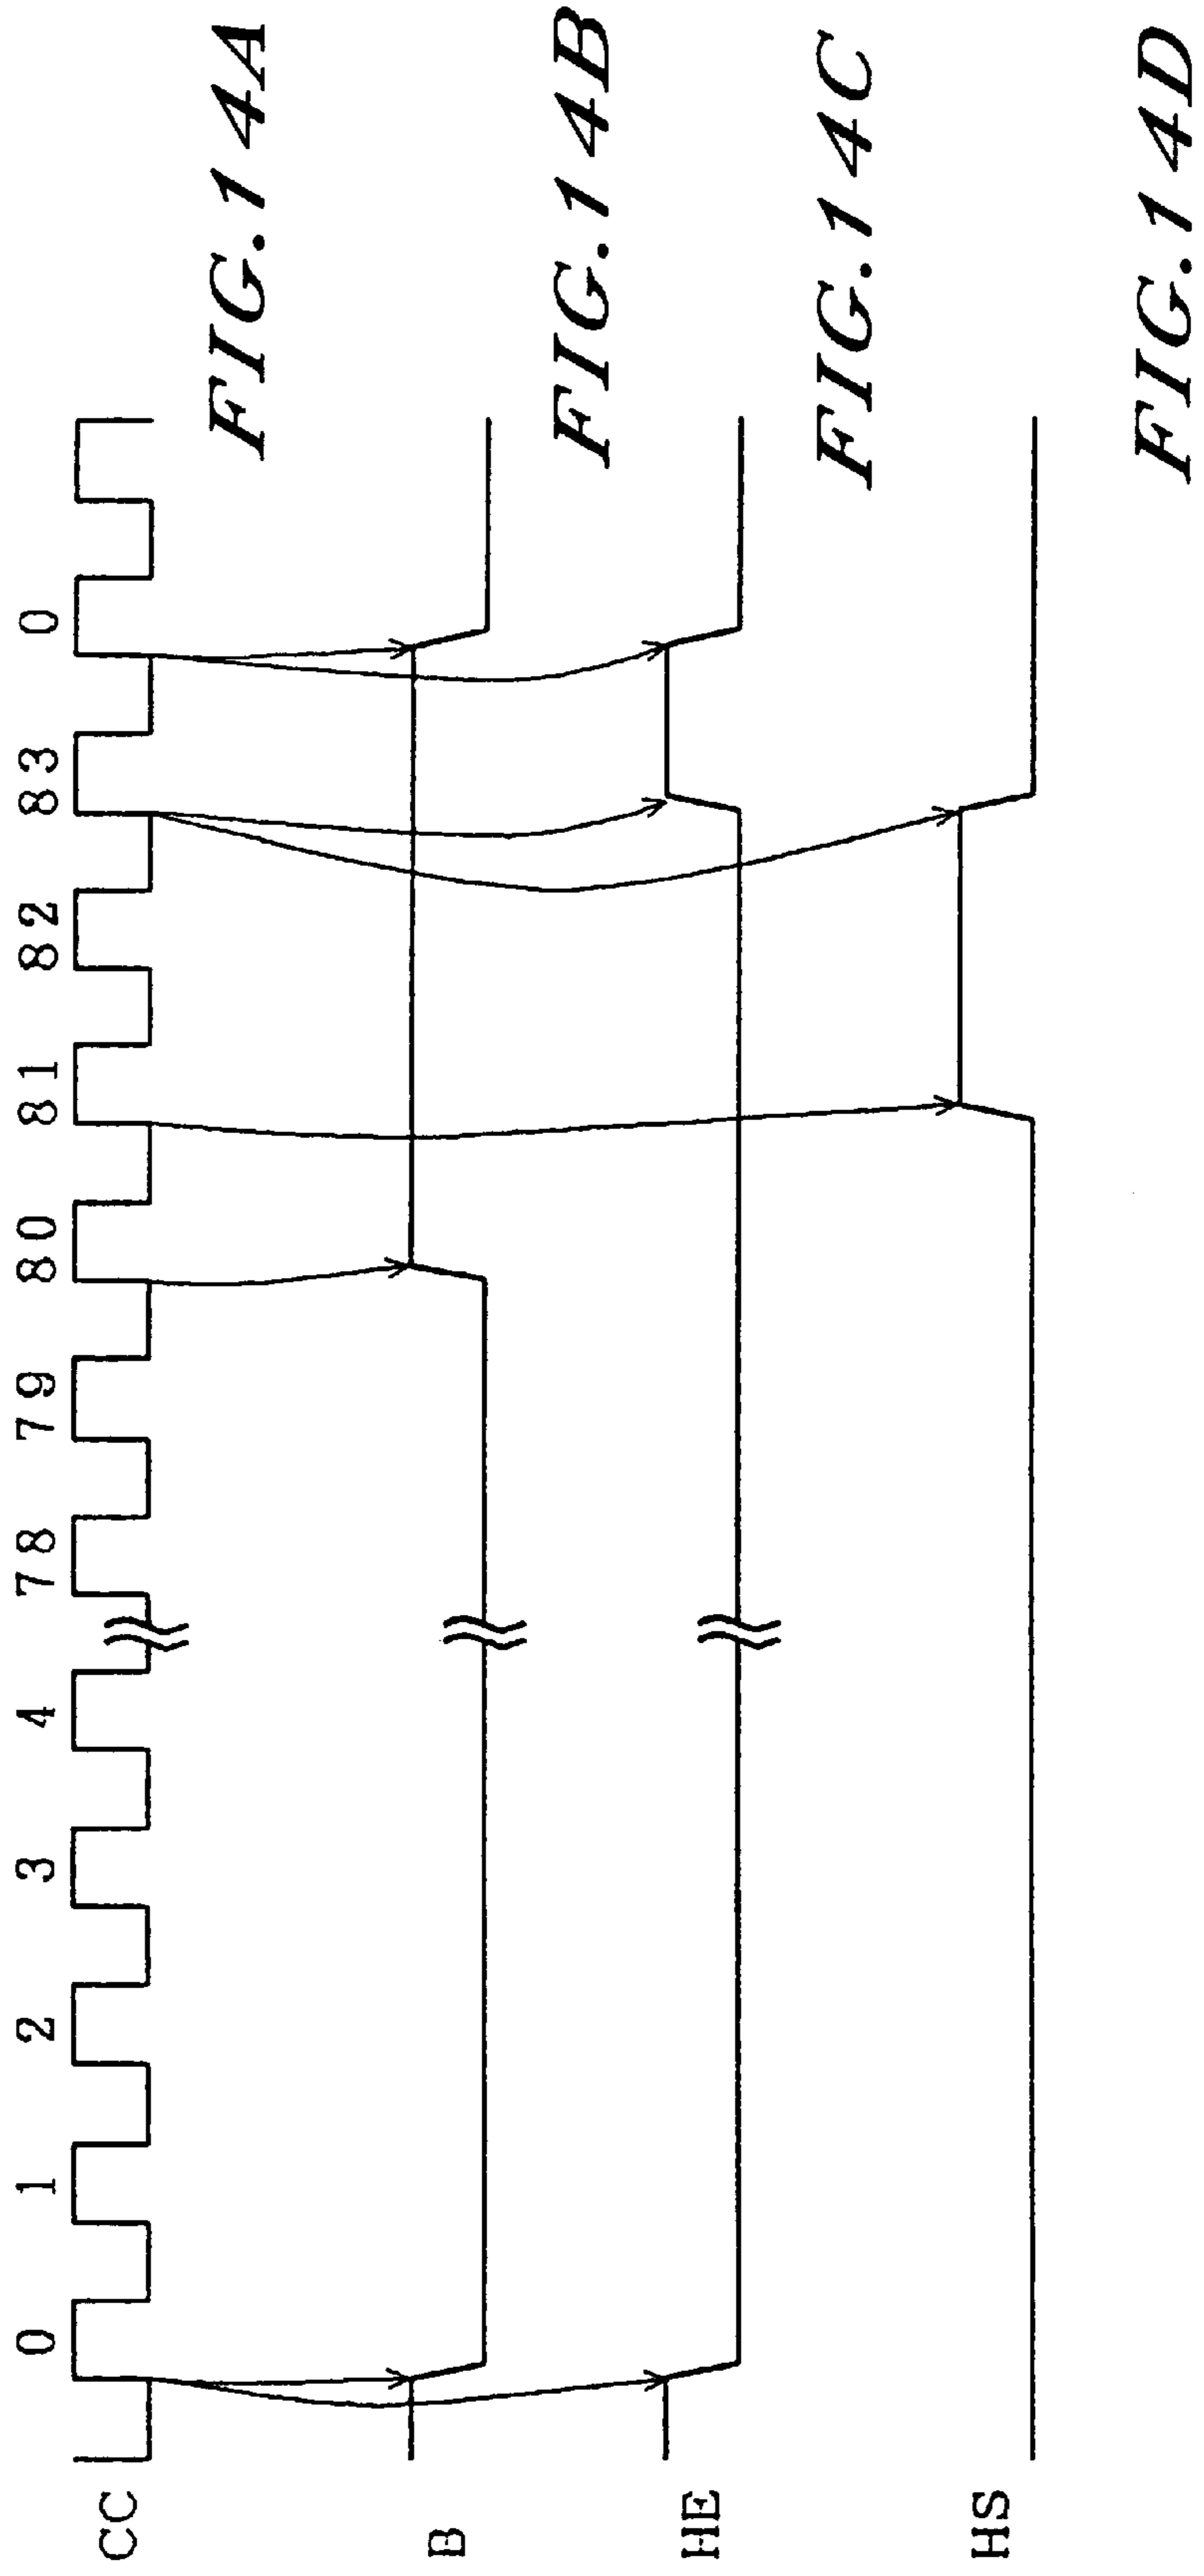 0 1 2 3 4 78 79 80 81 82 83 0
CC
FIG.14A
B
FIG.14B
HE
FIG.14C
HS
FIG.14D